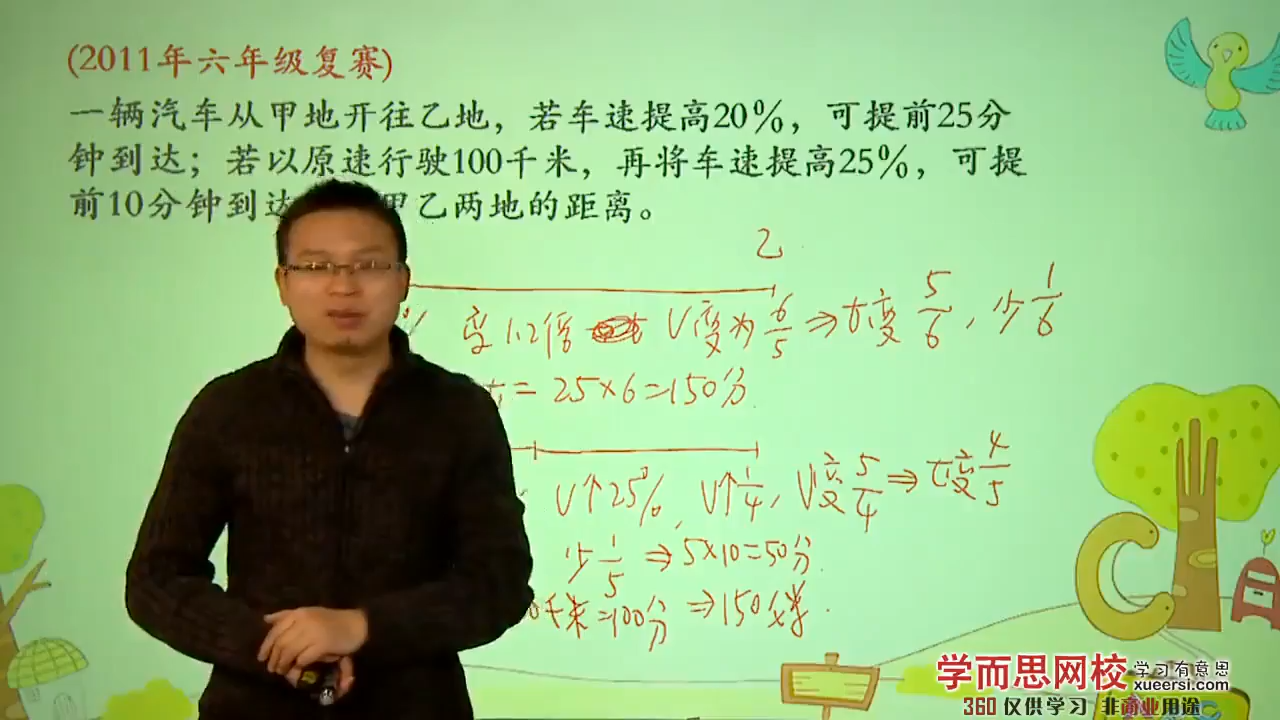 (2011年六年级复赛)
一辆汽车从甲地开往乙地，若车速提高20%，可提前25分
钟到达；若以原速行驶100千米，再将车速提高25%，可提
前10分钟到达 甲乙两地的距离。
乙
% 变1.2倍 V变为6/5 ⇒ t变5/6，少1/6
t = 25×6=150分
V↑25%，V↑1/4，V变5/4 ⇒ t变4/5
少1/5 ⇒ 5×10=50分
千米=100分 ⇒ 150千米.
学而思网校 学习有意思
xueersi.com
360 仅供学习 非商业用途